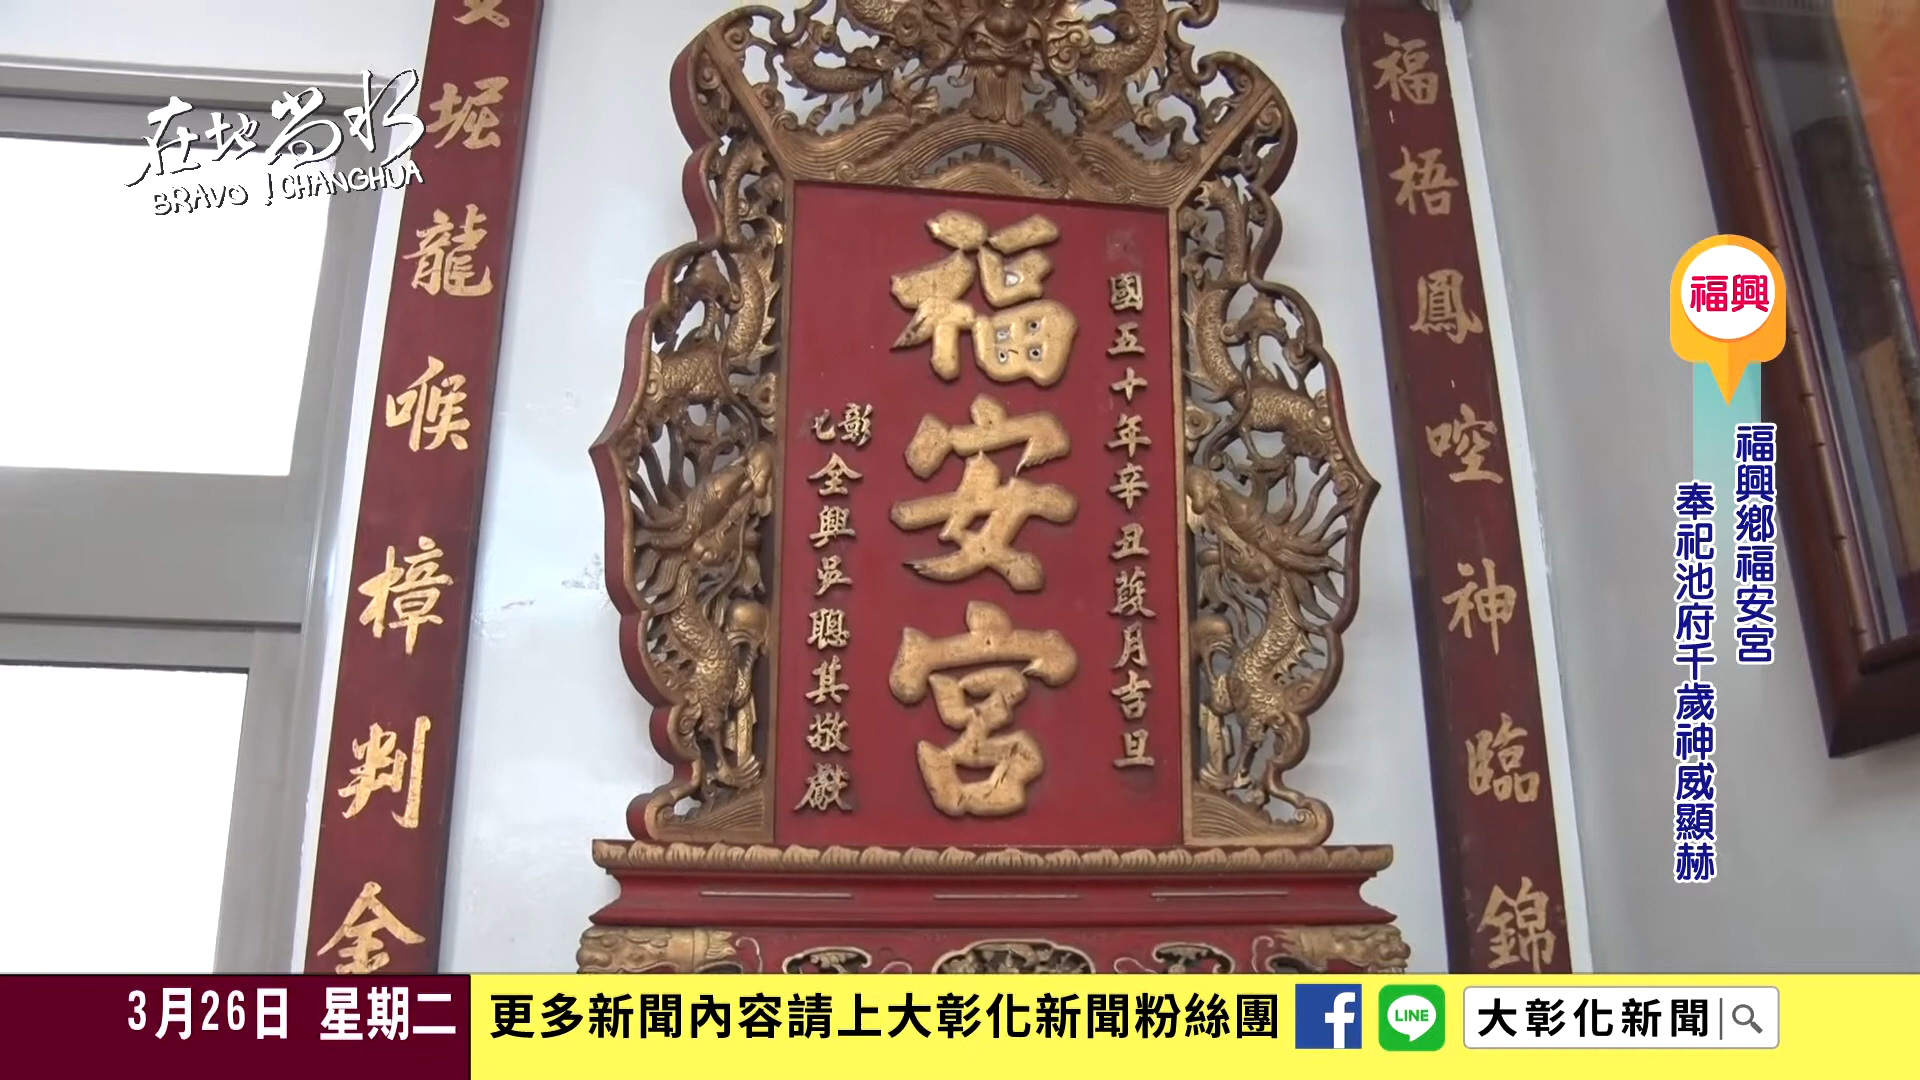 在地尚水
BRAVO！CHANGHUA
福梧鳳啌神臨錦
國五十年辛丑葭月吉旦
福安宮
彰化全興吳聰其敬獻
堀龍喉樟判金
福興
福興鄉福安宮
奉祀池府千歲神威顯赫
3月26日 星期二
更多新聞內容請上大彰化新聞粉絲團
LINE
大彰化新聞